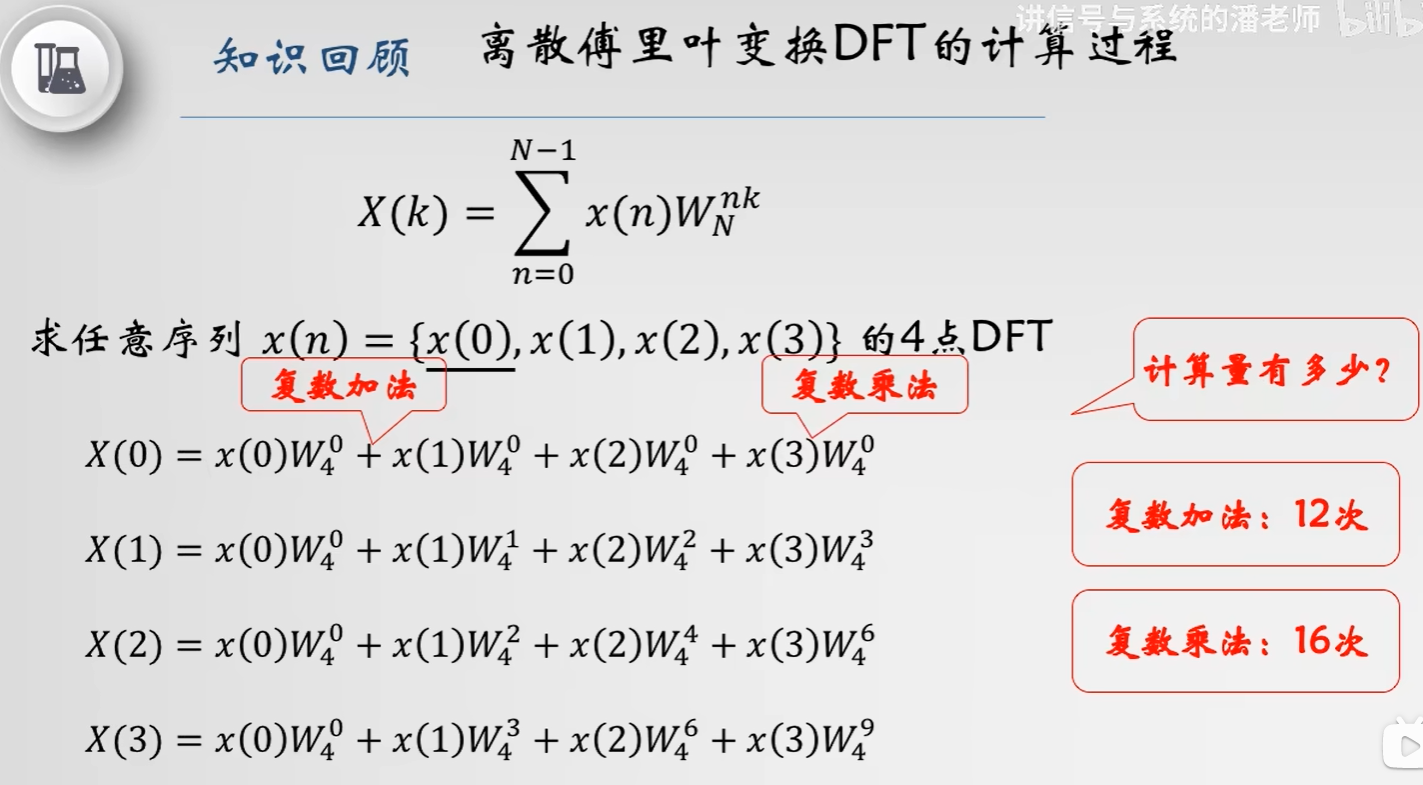 讲信号与系统的潘老师 bilib
知识回顾 离散傅里叶变换DFT的计算过程
N−1
X(k) = ∑ x(n)W_N^{nk}
n=0
求任意序列 x(n) = {x(0), x(1), x(2), x(3)} 的4点DFT
计算量有多少?
复数加法 复数乘法
X(0) = x(0)W_4^0 + x(1)W_4^0 + x(2)W_4^0 + x(3)W_4^0
复数加法: 12次
X(1) = x(0)W_4^0 + x(1)W_4^1 + x(2)W_4^2 + x(3)W_4^3
复数乘法: 16次
X(2) = x(0)W_4^0 + x(1)W_4^2 + x(2)W_4^4 + x(3)W_4^6
X(3) = x(0)W_4^0 + x(1)W_4^3 + x(2)W_4^6 + x(3)W_4^9